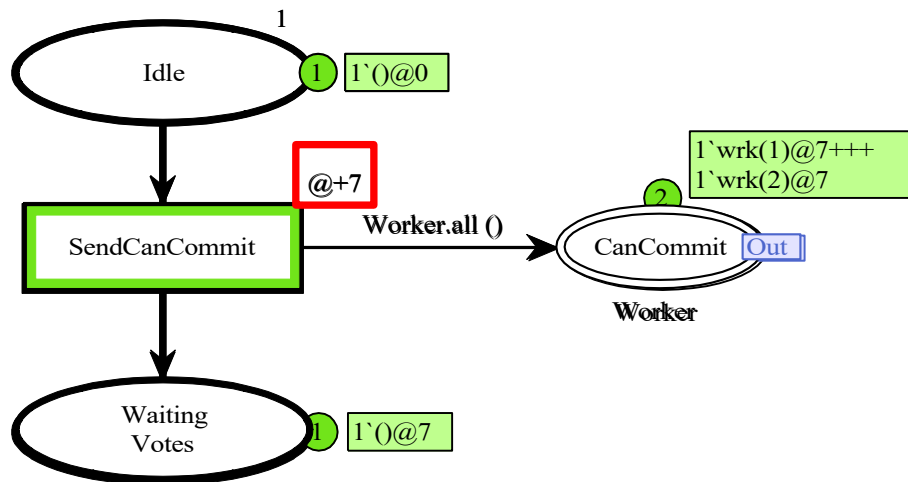 1
Idle
1
1`()@0
@+7
1`wrk(1)@7+++
1`wrk(2)@7
2
SendCanCommit
Worker.all ()
CanCommit
Out
Worker
Waiting
Votes
1
1`()@7